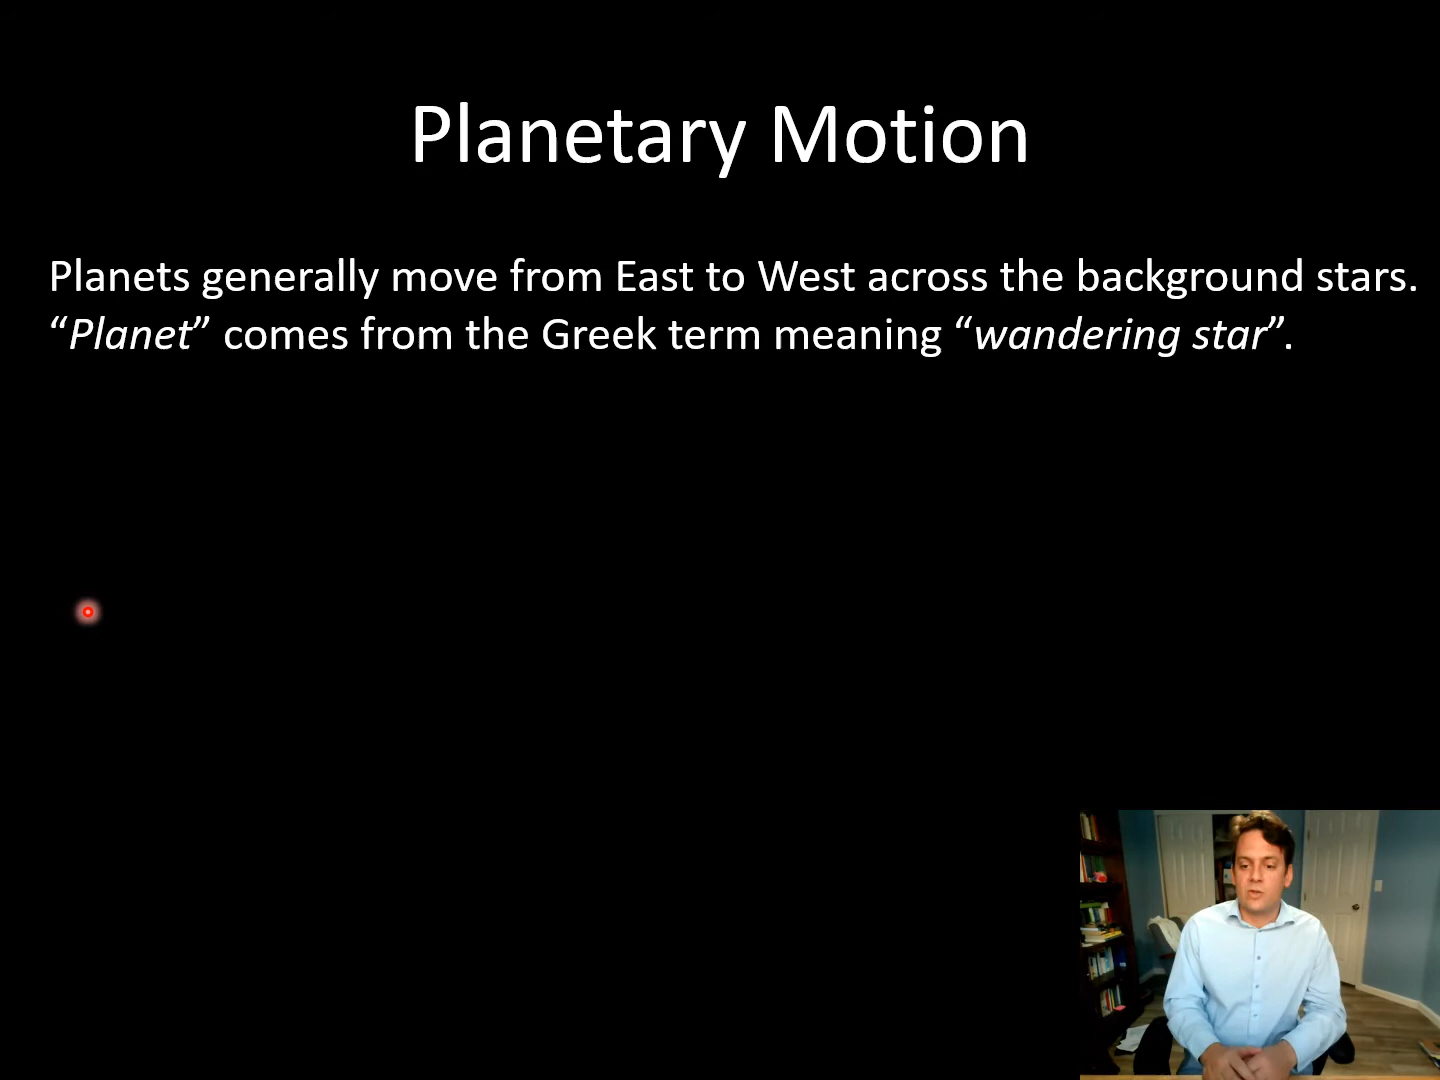 Planetary Motion
Planets generally move from East to West across the background stars.
“Planet” comes from the Greek term meaning “wandering star”.